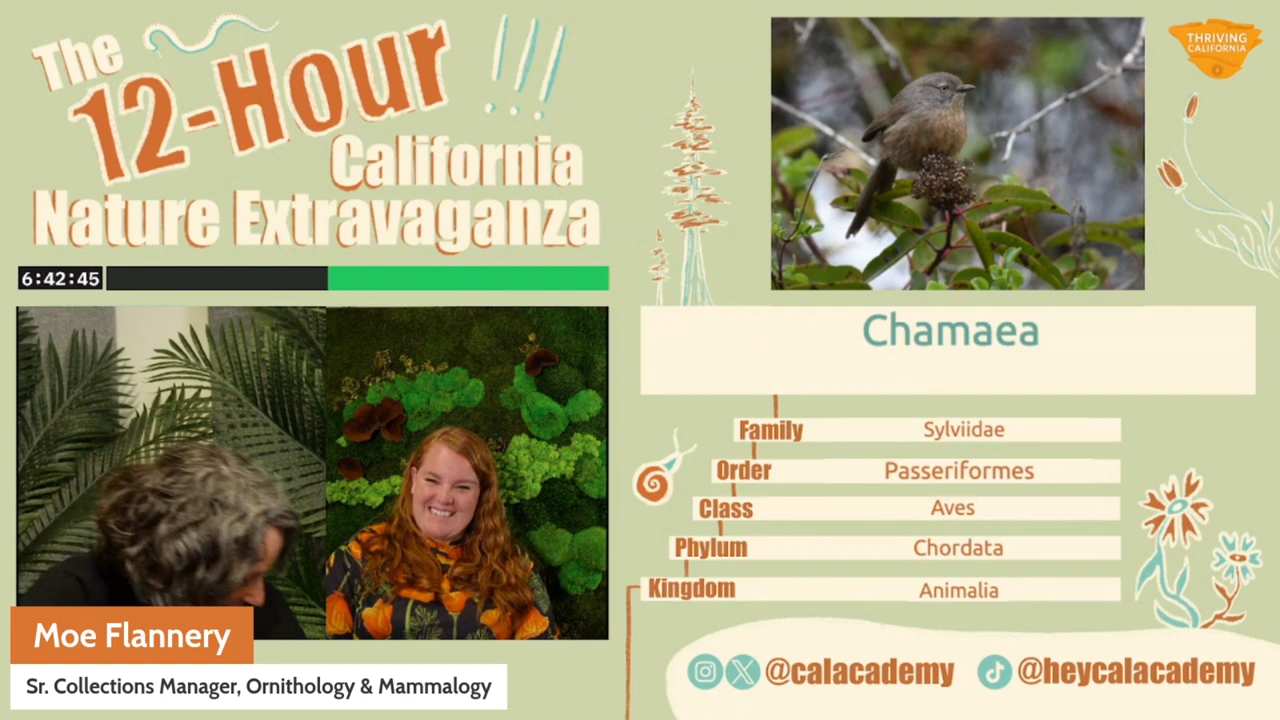 The
12-Hour !!!
California
Nature Extravaganza
6:42:45
THRIVING
CALIFORNIA
Chamaea
Family Sylviidae
Order Passeriformes
Class Aves
Phylum Chordata
Kingdom Animalia
Moe Flannery
Sr. Collections Manager, Ornithology & Mammalogy
@calacademy @heycalacademy